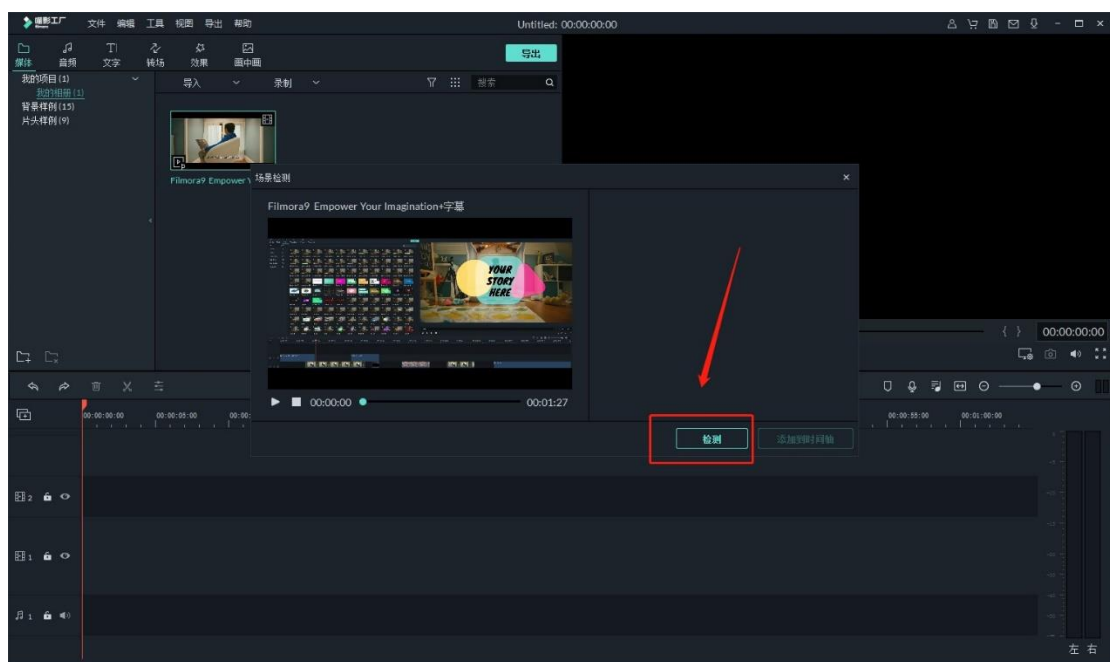 喵影工厂 文件 编辑 工具 视图 导出 帮助 Untitled: 00:00:00:00
媒体 音频 文字 转场 效果 画中画 导出
我的项目 (1)
我的相册 (1)
背景样例 (15)
片头样例 (9)
导入 录制 搜索
Filmora9 Empower
场景检测
Filmora9 Empower Your Imagination+字幕
YOUR
STORY
HERE
00:00:00 00:01:27
检测 添加到时间轴
00:00:00:00
00:00:00:00 00:00:05:00 00:00: 00:00:55:00 00:01:00:00
2
1
1
左 右